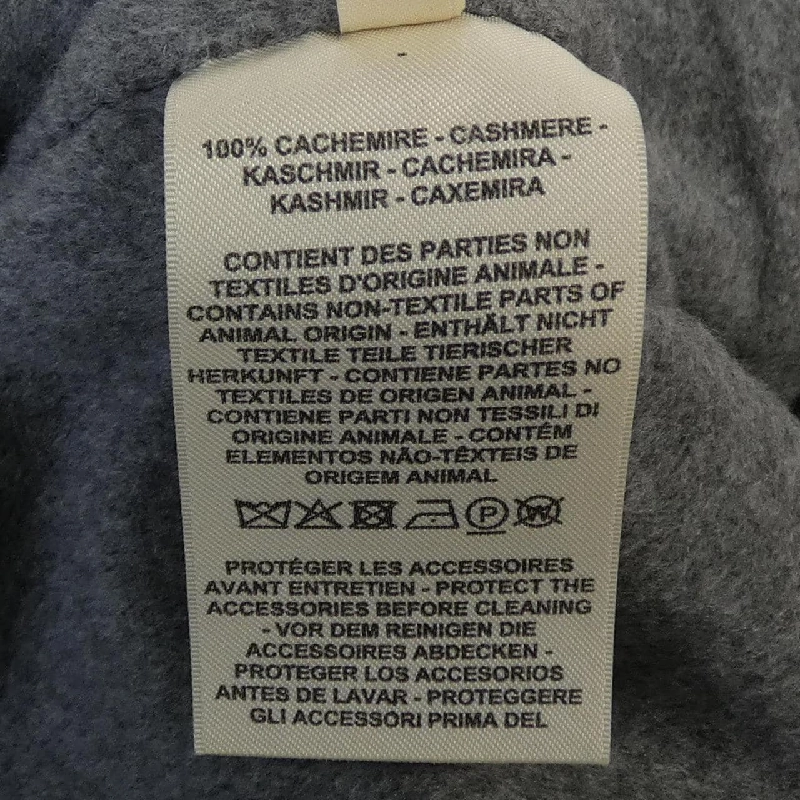 100% CACHEMIRE - CASHMERE -
KASCHMIR - CACHEMIRA -
KASHMIR - CAXEMIRA
CONTIENT DES PARTIES NON
TEXTILES D'ORIGINE ANIMALE -
CONTAINS NON-TEXTILE PARTS OF
ANIMAL ORIGIN - ENTHÄLT NICHT
TEXTILE TEILE TIERISCHER
HERKUNFT - CONTIENE PARTES NO
TEXTILES DE ORIGEN ANIMAL -
CONTIENE PARTI NON TESSILI DI
ORIGINE ANIMALE - CONTÉM
ELEMENTOS NÃO-TÊXTEIS DE
ORIGEM ANIMAL
P W
PROTÉGER LES ACCESSOIRES
AVANT ENTRETIEN - PROTECT THE
ACCESSORIES BEFORE CLEANING
- VOR DEM REINIGEN DIE
ACCESSOIRES ABDECKEN -
PROTEGER LOS ACCESORIOS
ANTES DE LAVAR - PROTEGGERE
GLI ACCESSORI PRIMA DEL